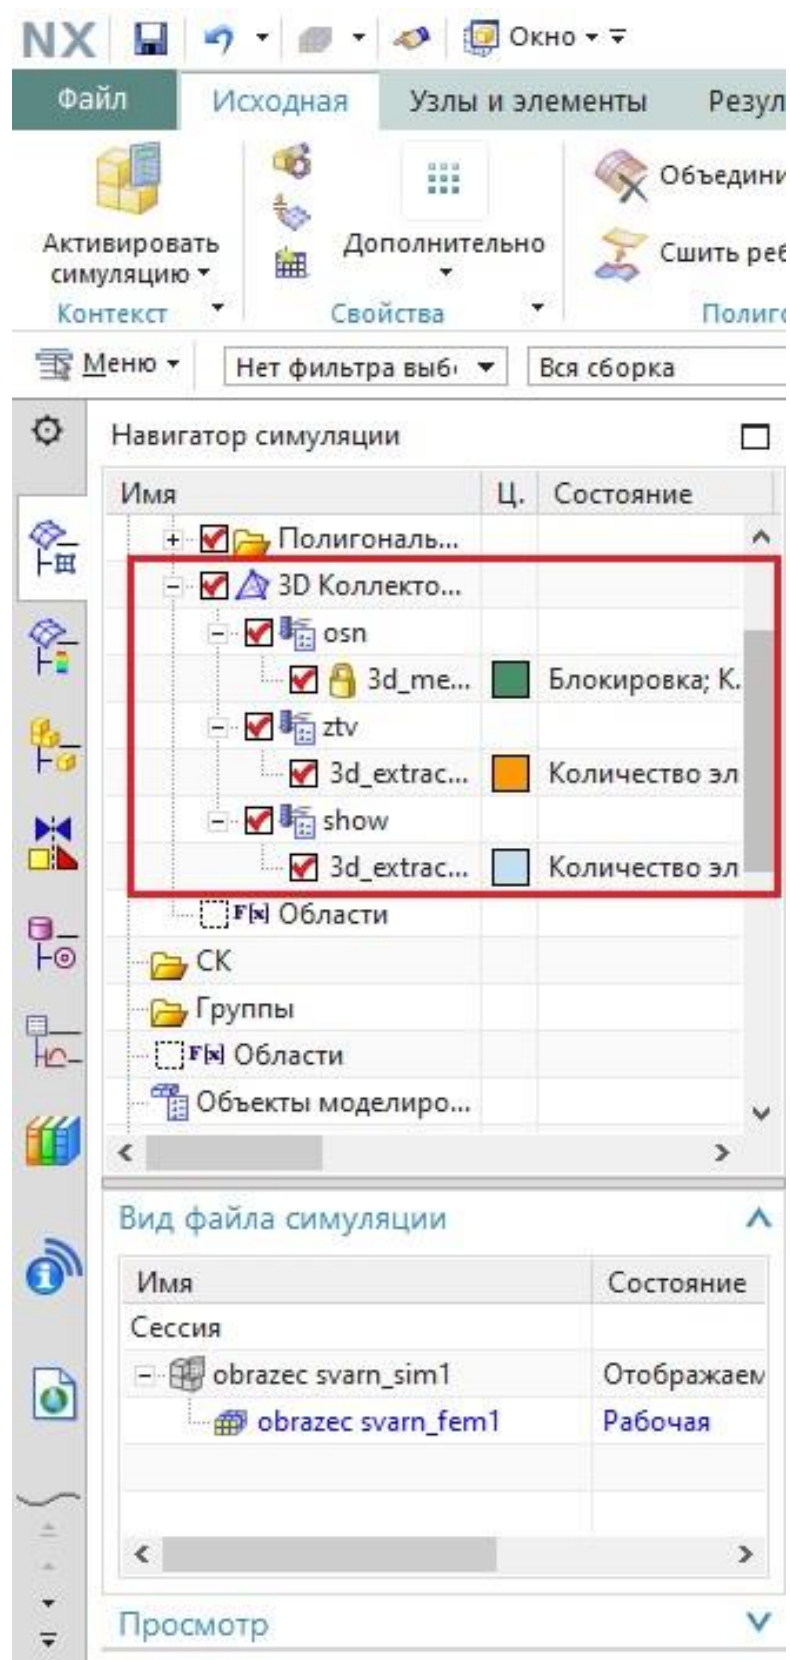 NX Окно
Файл Исходная Узлы и элементы Резул
Объедини
Активировать симуляцию
Дополнительно
Сшить реб
Контекст Свойства Полиго
Меню Нет фильтра выб Вся сборка
Навигатор симуляции
Имя Ц. Состояние
Полигональ...
3D Коллекто...
osn
3d_me... Блокировка; К.
ztv
3d_extrac... Количество эл
show
3d_extrac... Количество эл
F[x] Области
СК
Группы
F[x] Области
Объекты моделиро...
Вид файла симуляции
Имя Состояние
Сессия
obrazec svarn_sim1 Отображаем
obrazec svarn_fem1 Рабочая
Просмотр